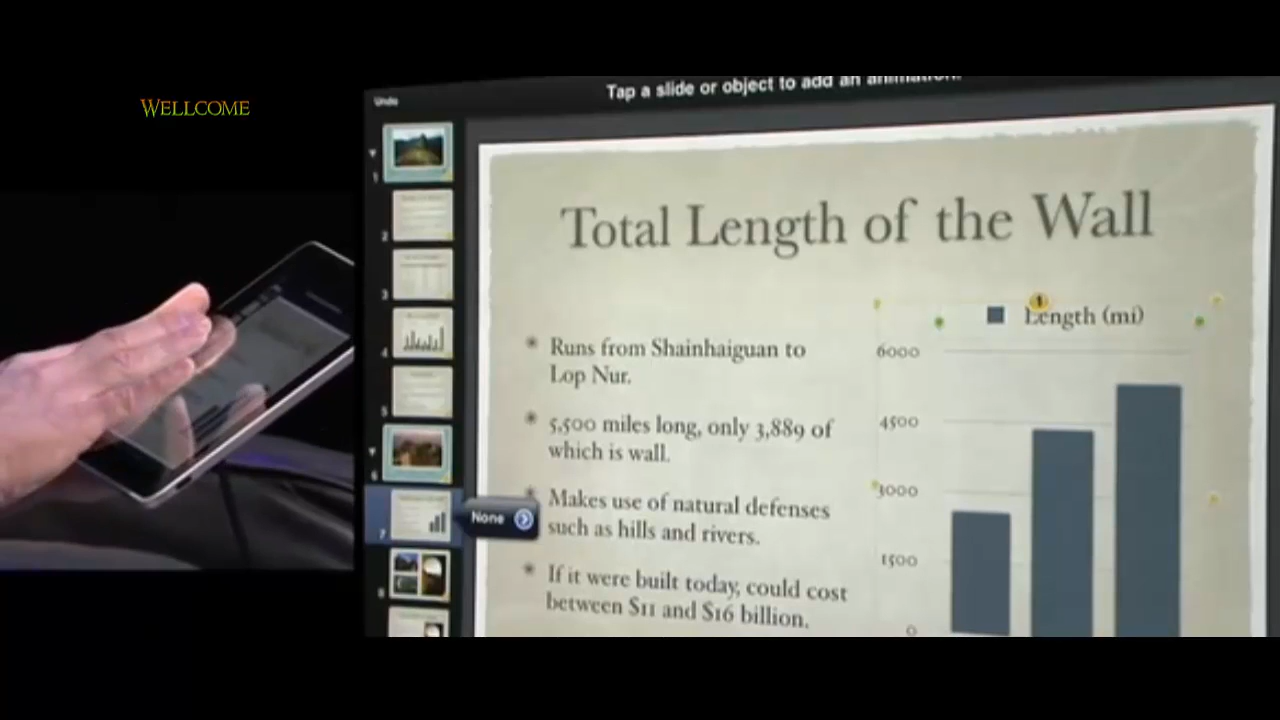 WELLCOME
Tap a slide or object to add an animation.
Undo
1
2
3
4
5
6
7
8
None
Total Length of the Wall
Runs from Shainhaiguan to
Lop Nur.
5,500 miles long, only 3,889 of
which is wall.
Makes use of natural defenses
such as hills and rivers.
If it were built today, could cost
between $11 and $16 billion.
1
Length (mi)
6000
4500
3000
1500
0